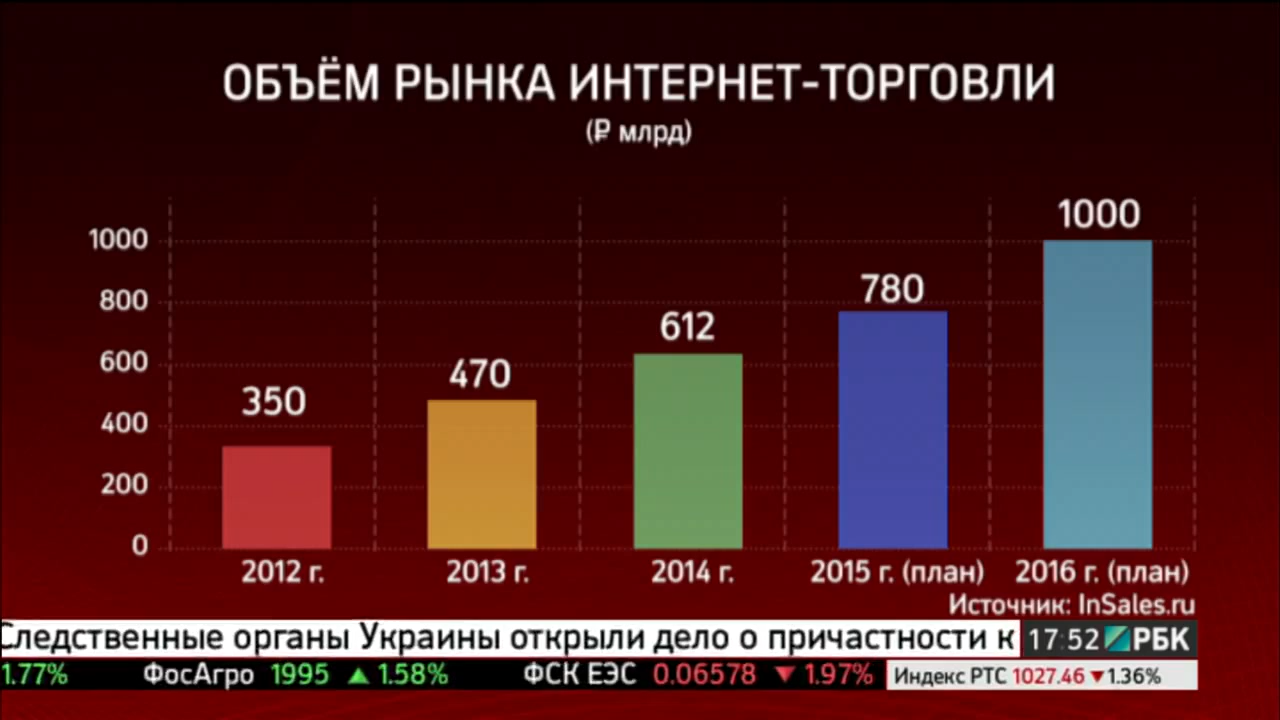 ОБЪЁМ РЫНКА ИНТЕРНЕТ-ТОРГОВЛИ
(₽ млрд)
1000
800
600
400
200
0
350
470
612
780
1000
2012 г.
2013 г.
2014 г.
2015 г. (план)
2016 г. (план)
Источник: InSales.ru
Следственные органы Украины открыли дело о причастности к
17:52 РБК
1.77% ФосАгро 1995 ▲ 1.58% ФСК ЕЭС 0.06578 ▼ 1.97%
Индекс РТС 1027.46 ▼ 1.36%